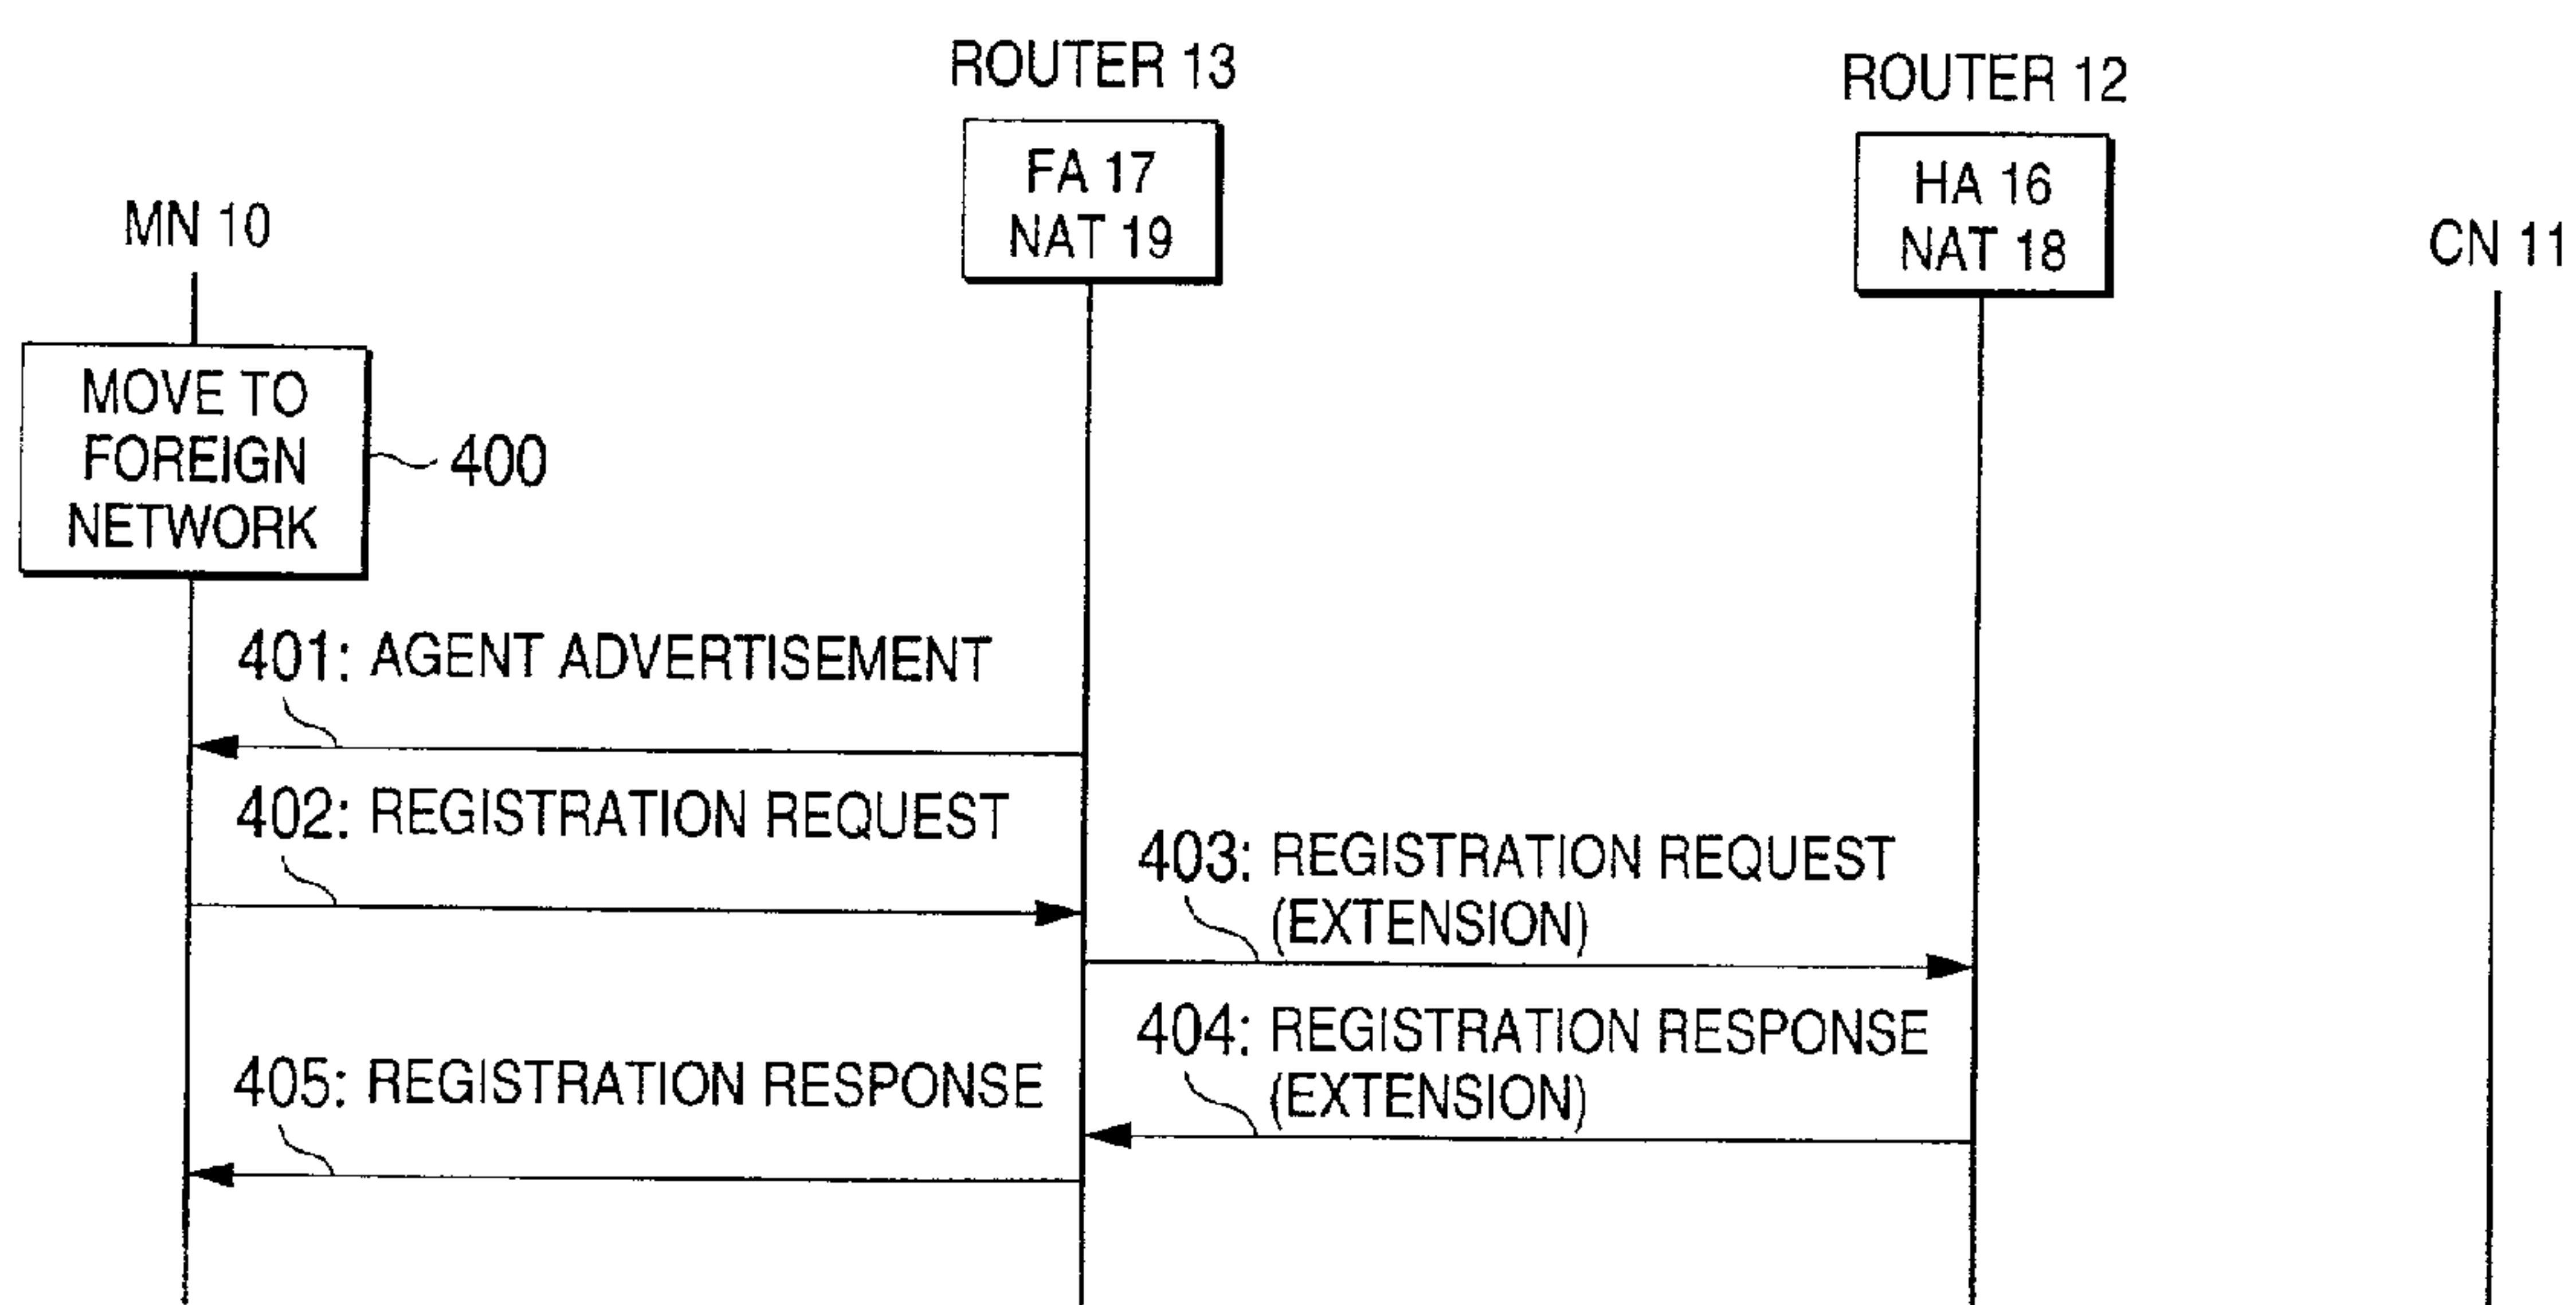 ROUTER 13
ROUTER 12
FA 17
NAT 19
HA 16
NAT 18
MN 10
CN 11
MOVE TO
FOREIGN
NETWORK
400
401: AGENT ADVERTISEMENT
402: REGISTRATION REQUEST
403: REGISTRATION REQUEST
(EXTENSION)
404: REGISTRATION RESPONSE
(EXTENSION)
405: REGISTRATION RESPONSE